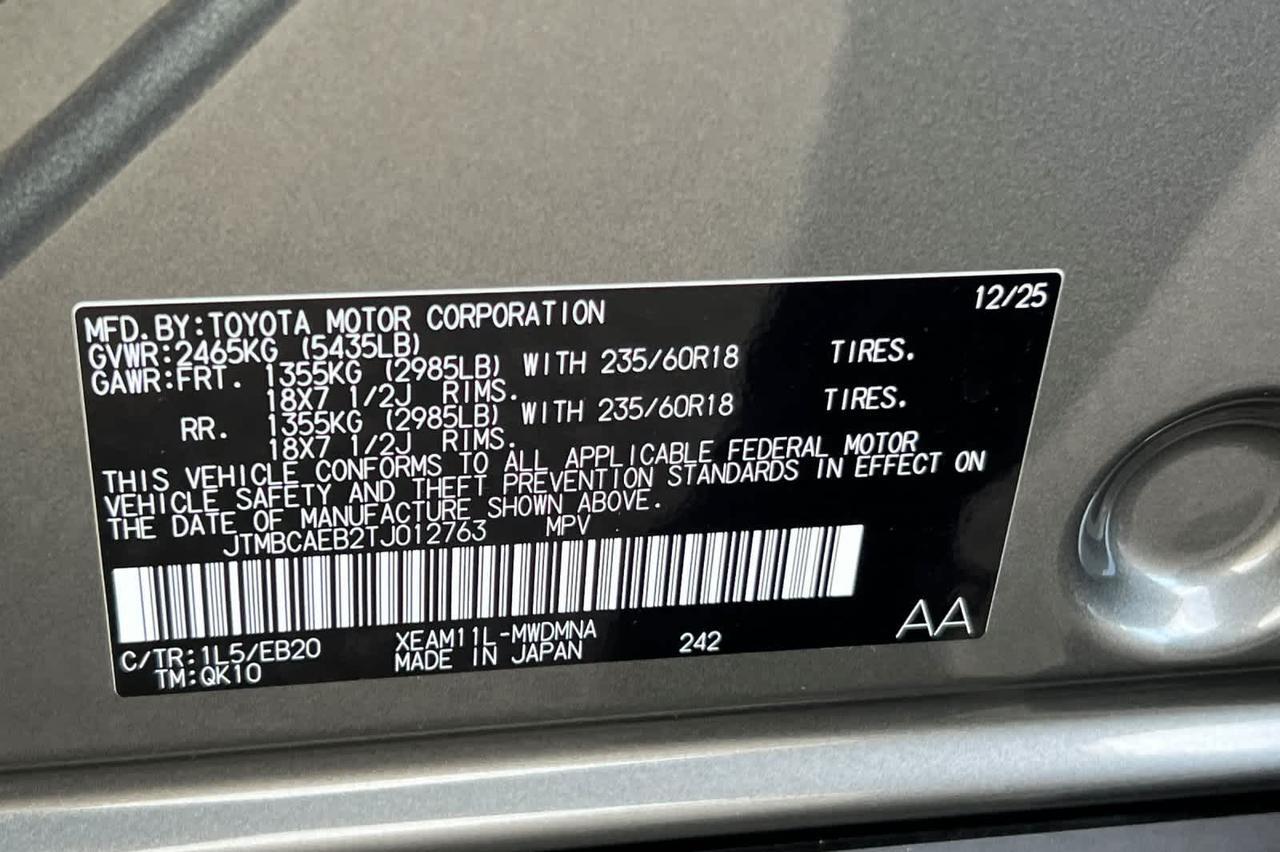 12/25
MFD.BY:TOYOTA MOTOR CORPORATION
GVWR:2465KG (5435LB)
GAWR:FRT. 1355KG (2985LB) WITH 235/60R18 TIRES.
18X7 1/2J RIMS.
RR. 1355KG (2985LB) WITH 235/60R18 TIRES.
18X7 1/2J RIMS.
THIS VEHICLE CONFORMS TO ALL APPLICABLE FEDERAL MOTOR
VEHICLE SAFETY AND THEFT PREVENTION STANDARDS IN EFFECT ON
THE DATE OF MANUFACTURE SHOWN ABOVE.
JTMBCAEB2TJ012763 MPV
C/TR:1L5/EB20 XEAM11L-MWDMNA 242 AA
TM:QK10 MADE IN JAPAN